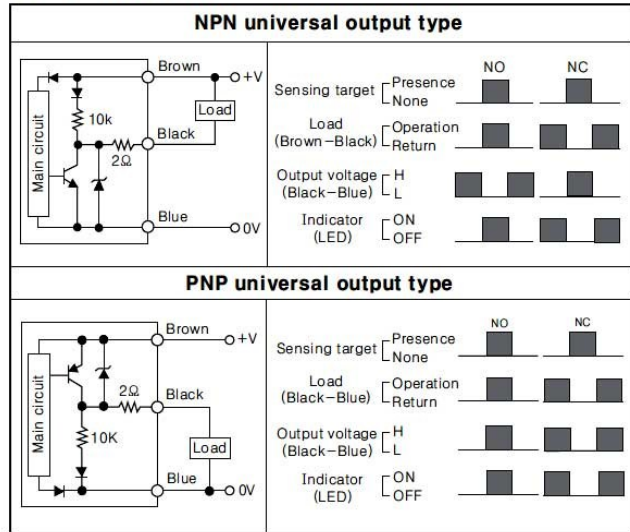 NPN universal output type
Main circuit
10k
2Ω
Brown
Black
Blue
Load
+V
0V
NO NC
Sensing target Presence
None
Load
(Brown-Black) Operation
Return
Output voltage
(Black-Blue) H
L
Indicator
(LED) ON
OFF
PNP universal output type
Main circuit
10K
2Ω
Brown
Black
Blue
Load
+V
0V
NO NC
Sensing target Presence
None
Load
(Black-Blue) Operation
Return
Output voltage
(Black-Blue) H
L
Indicator
(LED) ON
OFF